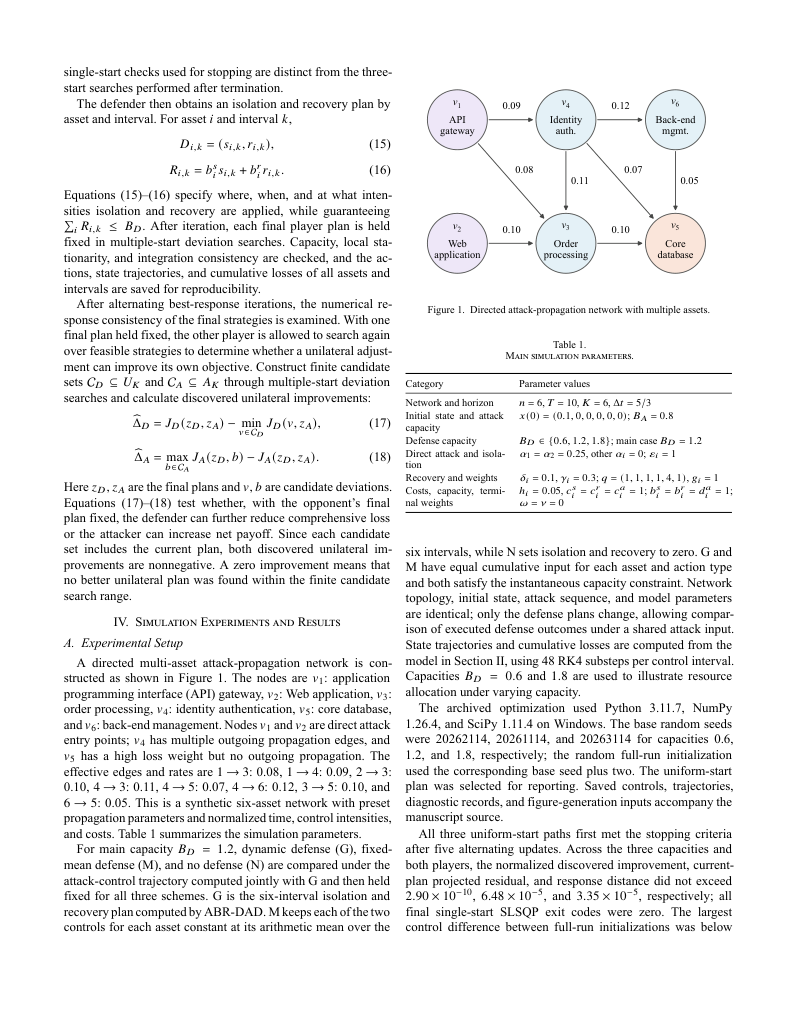 single-start checks used for stopping are distinct from the three-
start searches performed after termination.
The defender then obtains an isolation and recovery plan by
asset and interval. For asset i and interval k,
D_{i,k} = (s_{i,k}, r_{i,k}), (15)
R_{i,k} = b_i^s s_{i,k} + b_i^r r_{i,k}. (16)
Equations (15)–(16) specify where, when, and at what inten-
sities isolation and recovery are applied, while guaranteeing
∑_i R_{i,k} ≤ B_D. After iteration, each final player plan is held
fixed in multiple-start deviation searches. Capacity, local sta-
tionarity, and integration consistency are checked, and the ac-
tions, state trajectories, and cumulative losses of all assets and
intervals are saved for reproducibility.
After alternating best-response iterations, the numerical re-
sponse consistency of the final strategies is examined. With one
final plan held fixed, the other player is allowed to search again
over feasible strategies to determine whether a unilateral adjust-
ment can improve its own objective. Construct finite candidate
sets C_D ⊆ U_K and C_A ⊆ A_K through multiple-start deviation
searches and calculate discovered unilateral improvements:
Δ̂_D = J_D(z_D, z_A) − min_{v∈C_D} J_D(v, z_A), (17)
Δ̂_A = max_{b∈C_A} J_A(z_D, b) − J_A(z_D, z_A). (18)
Here z_D, z_A are the final plans and v, b are candidate deviations.
Equations (17)–(18) test whether, with the opponent's final
plan fixed, the defender can further reduce comprehensive loss
or the attacker can increase net payoff. Since each candidate
set includes the current plan, both discovered unilateral im-
provements are nonnegative. A zero improvement means that
no better unilateral plan was found within the finite candidate
search range.
IV. Simulation Experiments and Results
A. Experimental Setup
A directed multi-asset attack-propagation network is con-
structed as shown in Figure 1. The nodes are v₁: application
programming interface (API) gateway, v₂: Web application, v₃:
order processing, v₄: identity authentication, v₅: core database,
and v₆: back-end management. Nodes v₁ and v₂ are direct attack
entry points; v₄ has multiple outgoing propagation edges, and
v₅ has a high loss weight but no outgoing propagation. The
effective edges and rates are 1 → 3: 0.08, 1 → 4: 0.09, 2 → 3:
0.10, 4 → 3: 0.11, 4 → 5: 0.07, 4 → 6: 0.12, 3 → 5: 0.10, and
6 → 5: 0.05. This is a synthetic six-asset network with preset
propagation parameters and normalized time, control intensities,
and costs. Table 1 summarizes the simulation parameters.
For main capacity B_D = 1.2, dynamic defense (G), fixed-
mean defense (M), and no defense (N) are compared under the
attack-control trajectory computed jointly with G and then held
fixed for all three schemes. G is the six-interval isolation and
recovery plan computed by ABR-DAD. M keeps each of the two
controls for each asset constant at its arithmetic mean over the
v₁
API
gateway
0.09
v₄
Identity
auth.
0.12
v₆
Back-end
mgmt.
0.08
0.11
0.07
0.05
v₂
Web
application
0.10
v₃
Order
processing
0.10
v₅
Core
database
Figure 1. Directed attack-propagation network with multiple assets.
Table 1.
Main simulation parameters.
Category Parameter values
Network and horizon n = 6, T = 10, K = 6, Δt = 5/3
Initial state and attack x(0) = (0.1, 0, 0, 0, 0, 0); B_A = 0.8
capacity
Defense capacity B_D ∈ {0.6, 1.2, 1.8}; main case B_D = 1.2
Direct attack and isola- α₁ = α₂ = 0.25, other α_i = 0; ε_i = 1
tion
Recovery and weights δ_i = 0.1, γ_i = 0.3; q = (1, 1, 1, 1, 4, 1), g_i = 1
Costs, capacity, termi- h_i = 0.05, c_i^s = c_i^r = c_i^a = 1; b_i^s = b_i^r = d_i^a = 1;
nal weights ω = ν = 0
six intervals, while N sets isolation and recovery to zero. G and
M have equal cumulative input for each asset and action type
and both satisfy the instantaneous capacity constraint. Network
topology, initial state, attack sequence, and model parameters
are identical; only the defense plans change, allowing compar-
ison of executed defense outcomes under a shared attack input.
State trajectories and cumulative losses are computed from the
model in Section II, using 48 RK4 substeps per control interval.
Capacities B_D = 0.6 and 1.8 are used to illustrate resource
allocation under varying capacity.
The archived optimization used Python 3.11.7, NumPy
1.26.4, and SciPy 1.11.4 on Windows. The base random seeds
were 20262114, 20261114, and 20263114 for capacities 0.6,
1.2, and 1.8, respectively; the random full-run initialization
used the corresponding base seed plus two. The uniform-start
plan was selected for reporting. Saved controls, trajectories,
diagnostic records, and figure-generation inputs accompany the
manuscript source.
All three uniform-start paths first met the stopping criteria
after five alternating updates. Across the three capacities and
both players, the normalized discovered improvement, current-
plan projected residual, and response distance did not exceed
2.90 × 10⁻¹⁰, 6.48 × 10⁻⁵, and 3.35 × 10⁻⁵, respectively; all
final single-start SLSQP exit codes were zero. The largest
control difference between full-run initializations was below